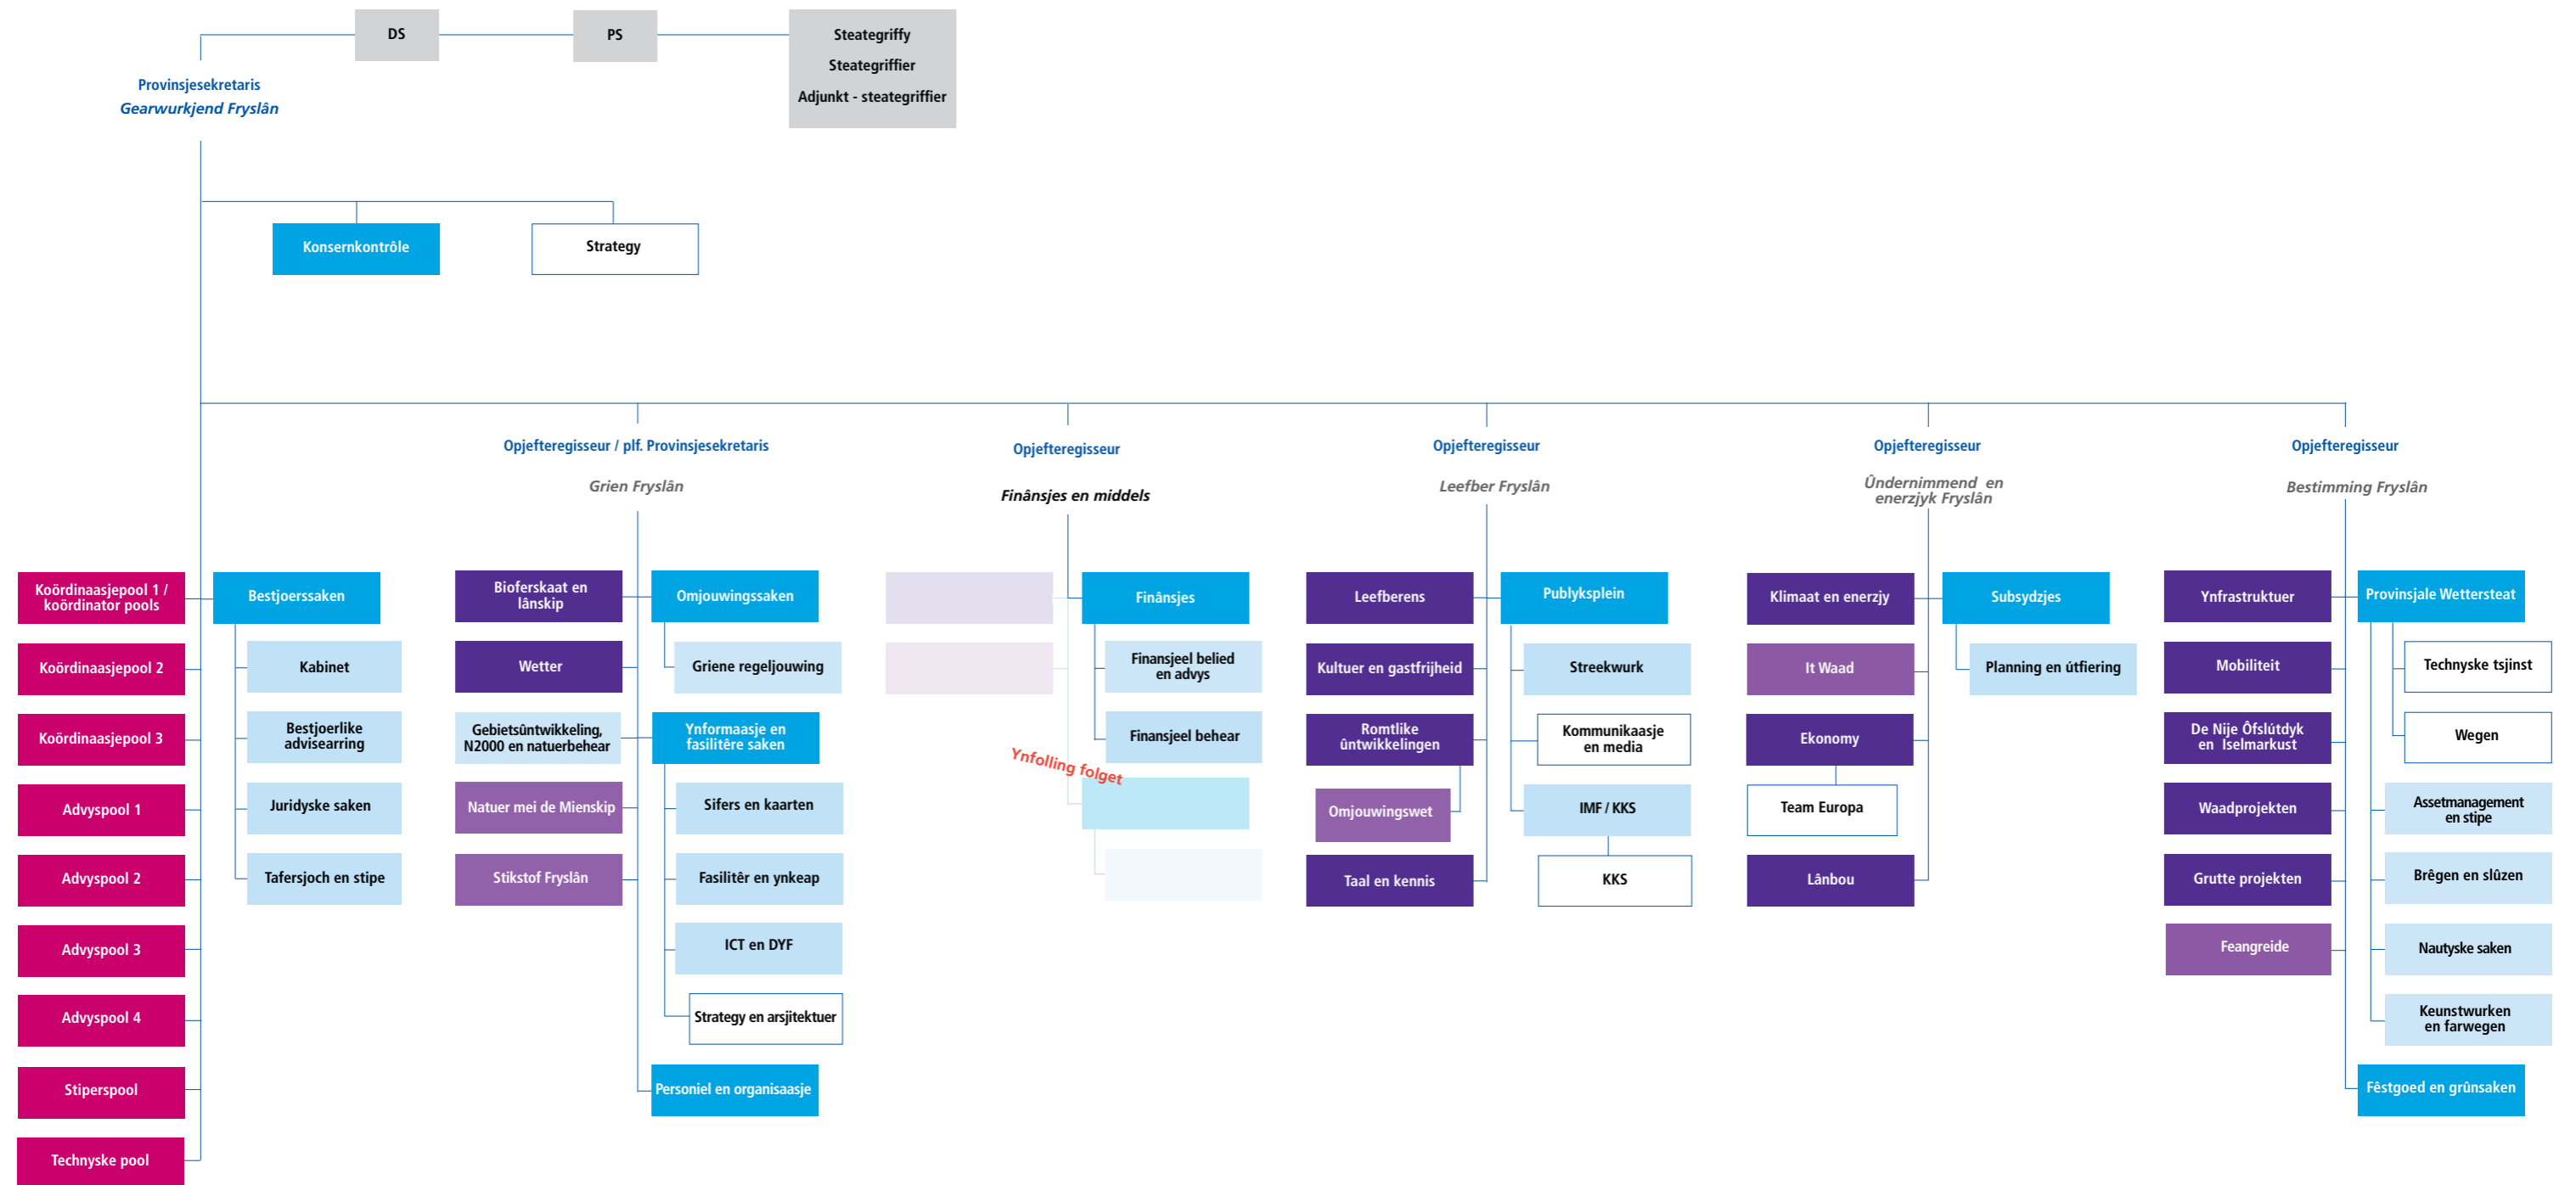 DS
PS
Steategriffy
Steategriffier
Adjunkt - steategriffier
Provinsjesekretaris
Gearwurkjend Fryslân
Konsernkontrôle
Strategy
Opjefteregisseur / plf. Provinsjesekretaris
Grien Fryslân
Opjefteregisseur
Finânsjes en middels
Opjefteregisseur
Leefber Fryslân
Opjefteregisseur
Ûndernimmend en
enerzjyk Fryslân
Opjefteregisseur
Bestimming Fryslân
Koördinaasjepool 1 /
koördinator pools
Koördinaasjepool 2
Koördinaasjepool 3
Advyspool 1
Advyspool 2
Advyspool 3
Advyspool 4
Stiperspool
Technyske pool
Bestjoerssaken
Kabinet
Bestjoerlike
advisearring
Juridyske saken
Tafersjoch en stipe
Bioferskaat en
lânskip
Wetter
Gebietsûntwikkeling,
N2000 en natuerbehear
Natuer mei de Mienskip
Stikstof Fryslân
Omjouwingssaken
Griene regeljouwing
Ynformaasje en
fasilitêre saken
Sifers en kaarten
Fasilitêr en ynkeap
ICT en DYF
Strategy en arsjitektuer
Personiel en organisaasje
Finânsjes
Finansjeel belied
en advys
Finansjeel behear
Ynfolling folget
Leefberens
Kultuer en gastfrijheid
Romtlike
ûntwikkelingen
Omjouwingswet
Taal en kennis
Publyksplein
Streekwurk
Kommunikaasje
en media
IMF / KKS
KKS
Klimaat en enerzjy
It Waad
Ekonomy
Team Europa
Lânbou
Subsydzjes
Planning en útfiering
Ynfrastruktuer
Mobiliteit
De Nije Ôfslútdyk
en Iselmarkust
Waadprojekten
Grutte projekten
Feangreide
Provinsjale Wettersteat
Technyske tsjinst
Wegen
Assetmanagement
en stipe
Brêgen en slûzen
Nautyske saken
Keunstwurken
en farwegen
Fêstgoed en grûnsaken